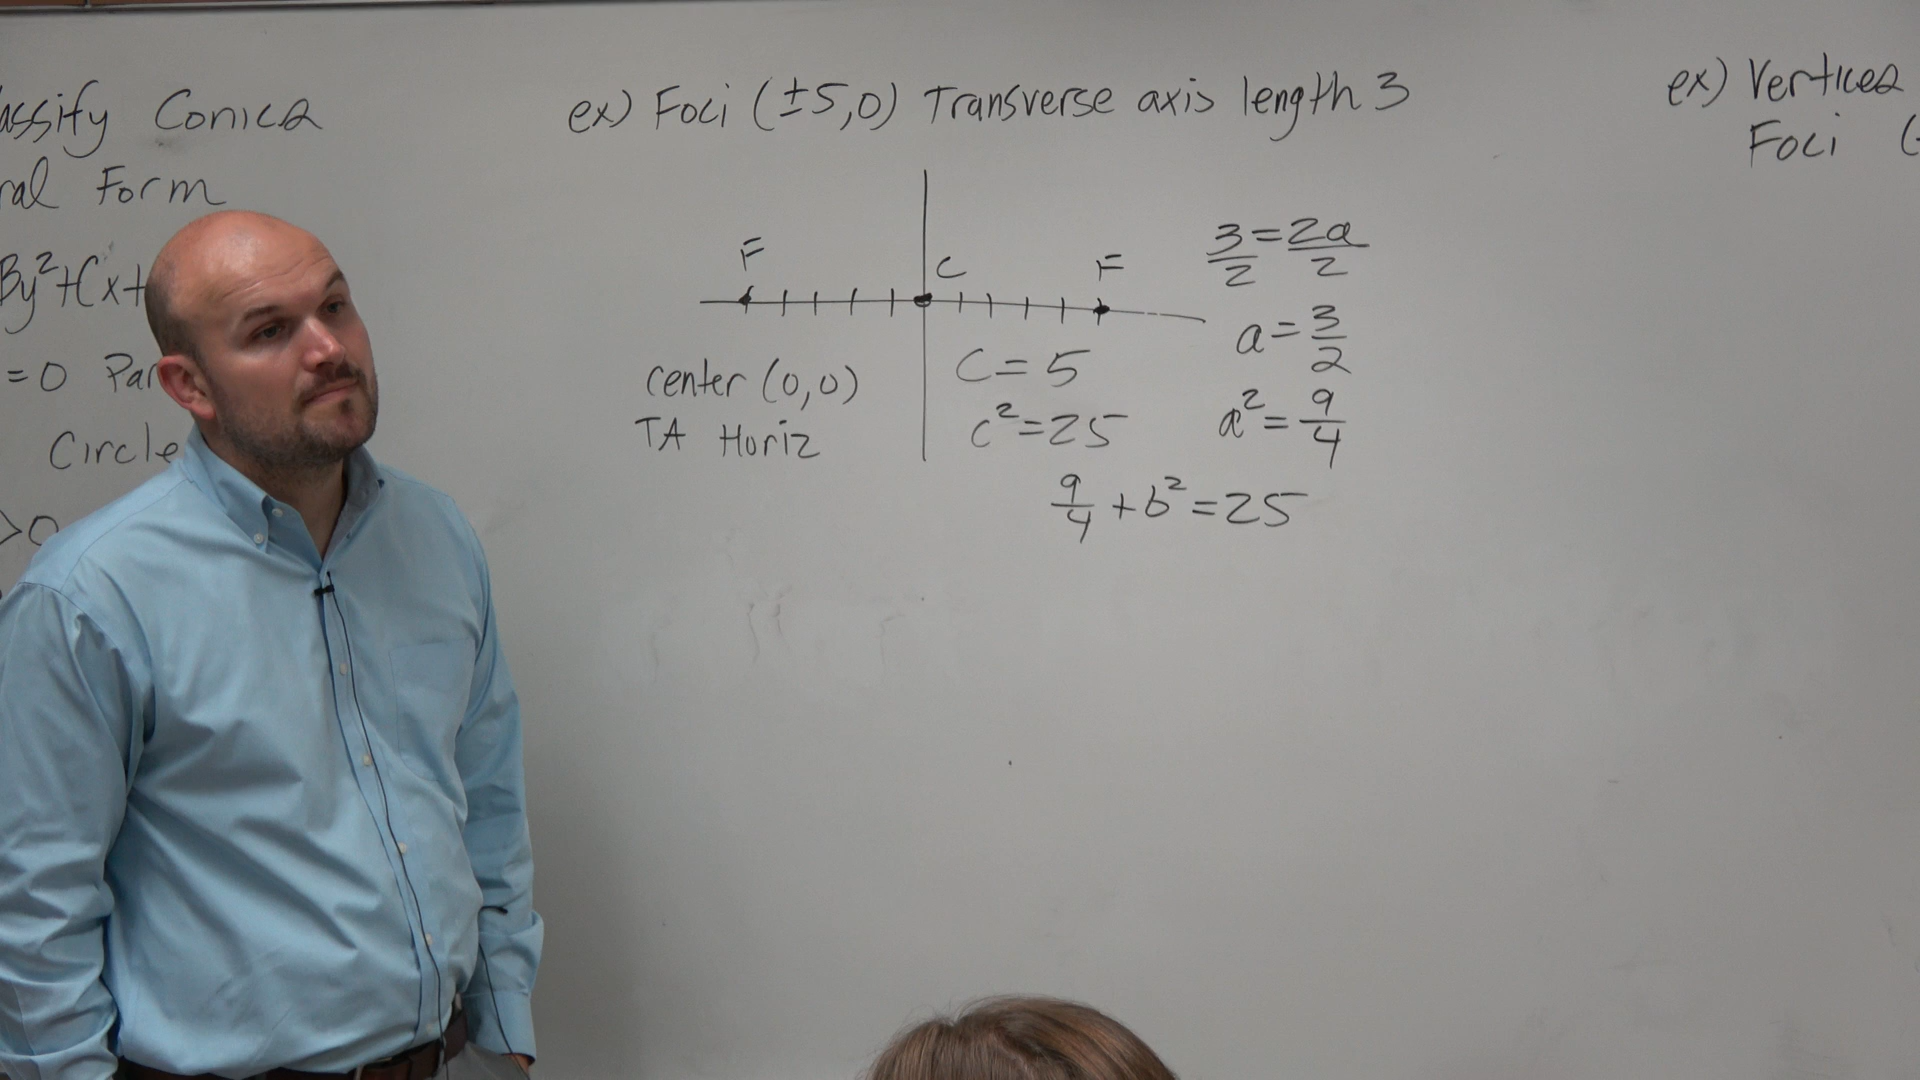 assify Conics
ral Form
By²+Cx+
=0 Par
Circle
>0
ex) Foci (±5,0) Transverse axis length 3
F
C
F
center (0,0)
TA Horiz
C=5
c²=25
3/2=2a/2
a=3/2
a²=9/4
9/4+b²=25
ex) Vertices
Foci (